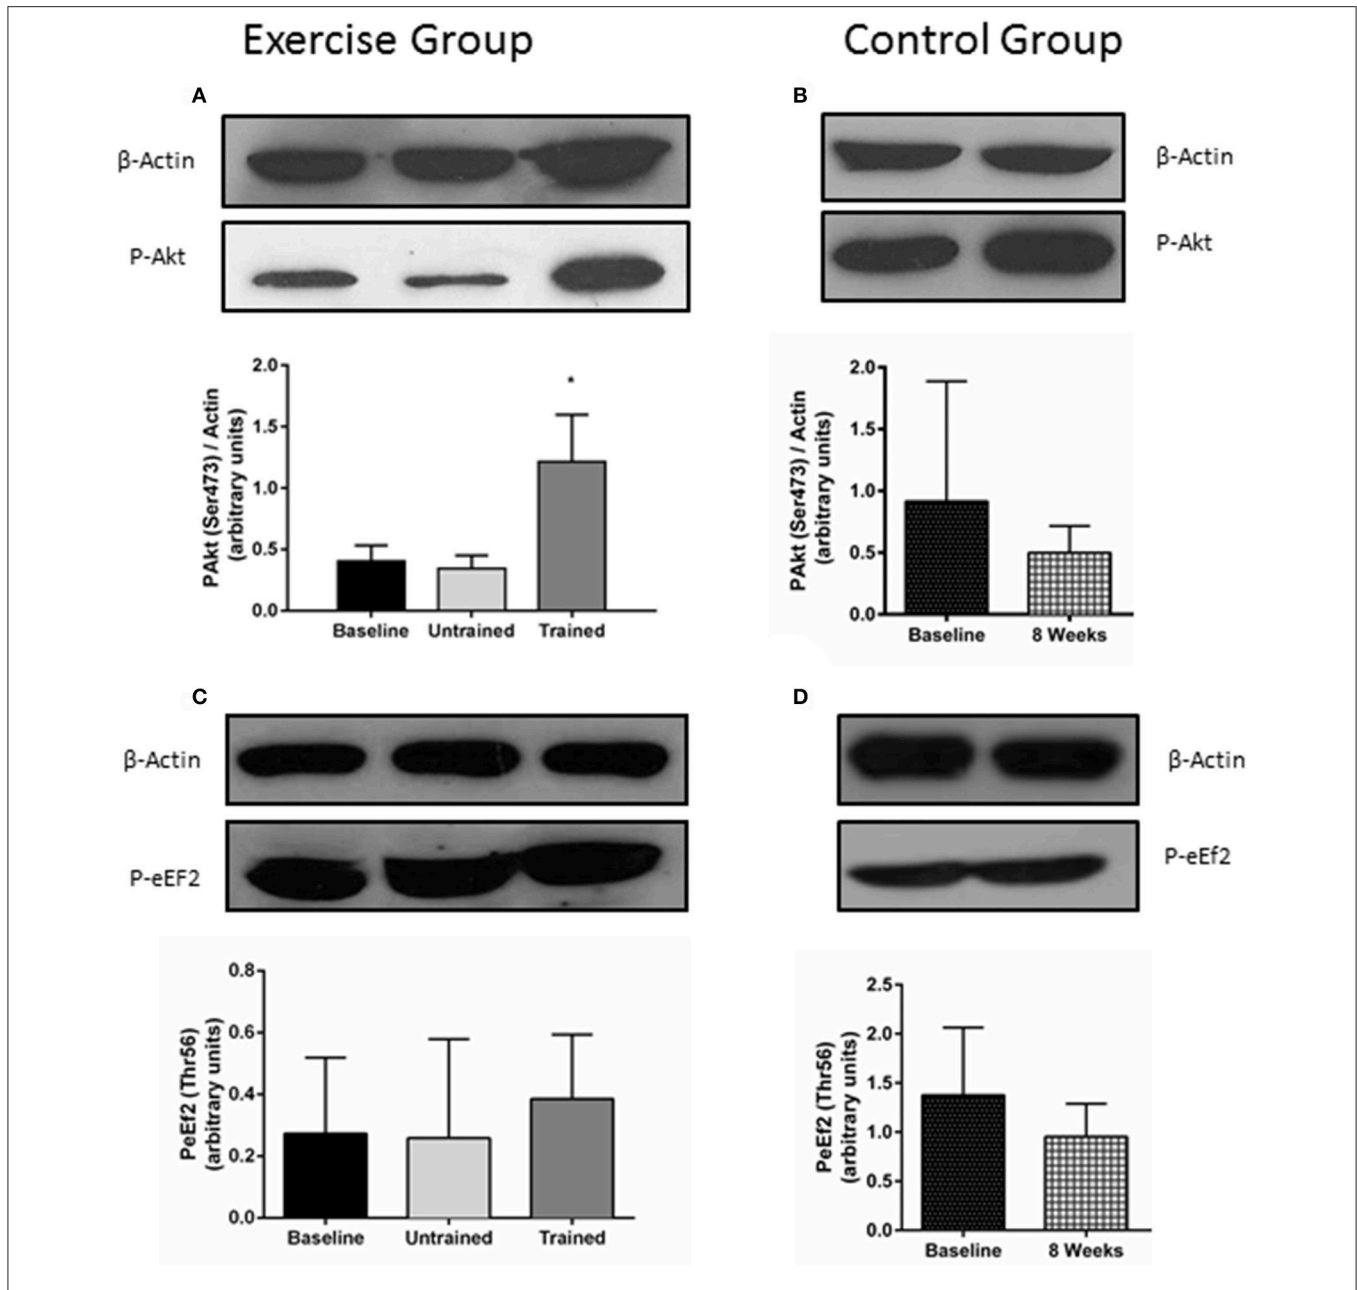 Exercise Group
Control Group
A
β-Actin
P-Akt
2.0
1.5
1.0
0.5
0.0
PAkt (Ser473) / Actin
(arbitrary units)
*
Baseline Untrained Trained
B
β-Actin
P-Akt
2.0
1.5
1.0
0.5
0.0
PAkt (Ser473) / Actin
(arbitrary units)
Baseline 8 Weeks
C
β-Actin
P-eEF2
0.8
0.6
0.4
0.2
0.0
PeEf2 (Thr56)
(arbitrary units)
Baseline Untrained Trained
D
β-Actin
P-eEf2
2.5
2.0
1.5
1.0
0.5
0.0
PeEf2 (Thr56)
(arbitrary units)
Baseline 8 Weeks